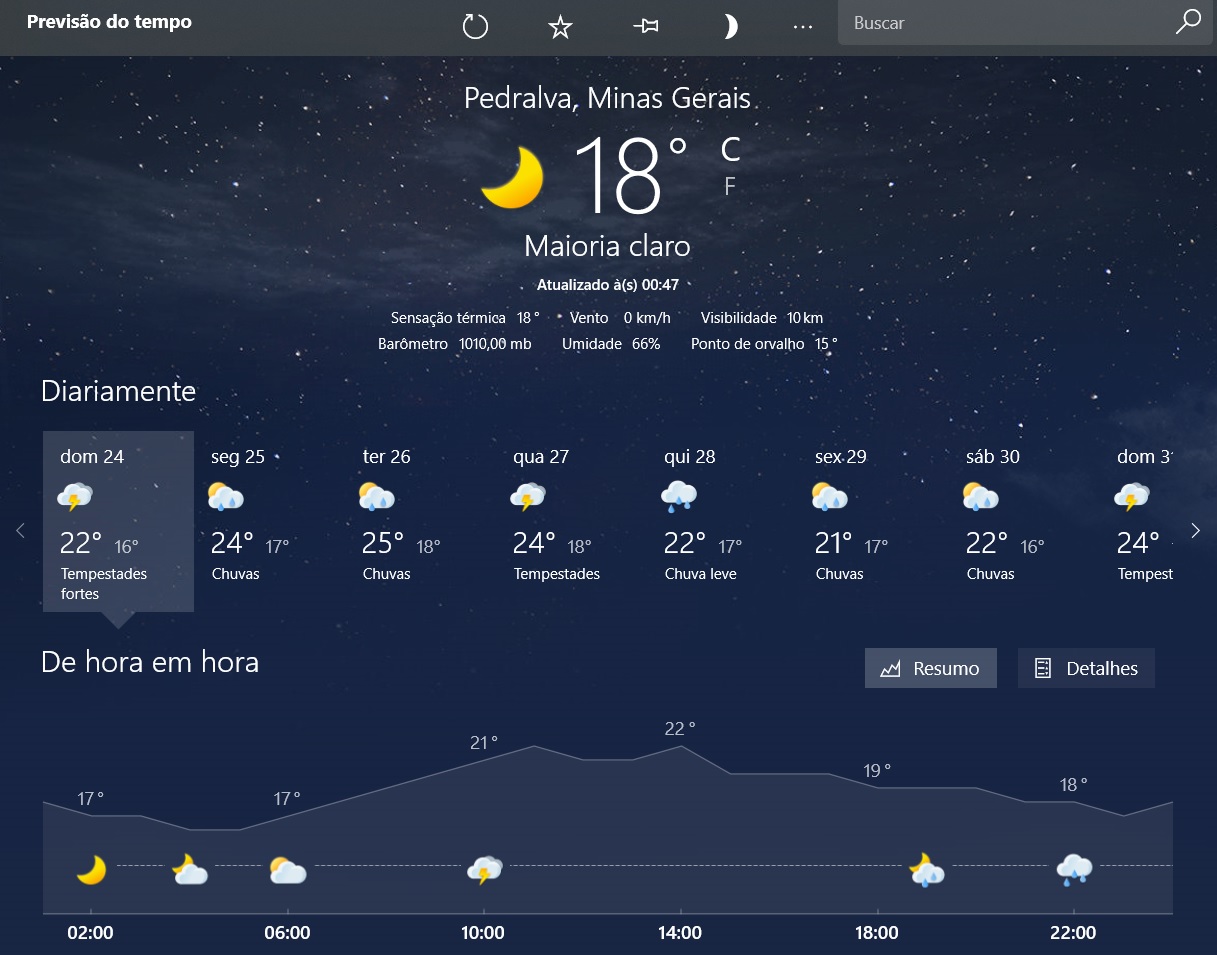 Previsão do tempo
Buscar
Pedralva, Minas Gerais
18° C
F
Maioria claro
Atualizado à(s) 00:47
Sensação térmica 18° Vento 0 km/h Visibilidade 10 km
Barômetro 1010,00 mb Umidade 66% Ponto de orvalho 15°
Diariamente
dom 24 seg 25 ter 26 qua 27 qui 28 sex 29 sáb 30 dom 3
22° 16° 24° 17° 25° 18° 24° 18° 22° 17° 21° 17° 22° 16° 24°
Tempestades Chuvas Chuvas Tempestades Chuva leve Chuvas Chuvas Tempest
fortes
De hora em hora
Resumo Detalhes
17° 17° 21° 22° 19° 18°
02:00 06:00 10:00 14:00 18:00 22:00